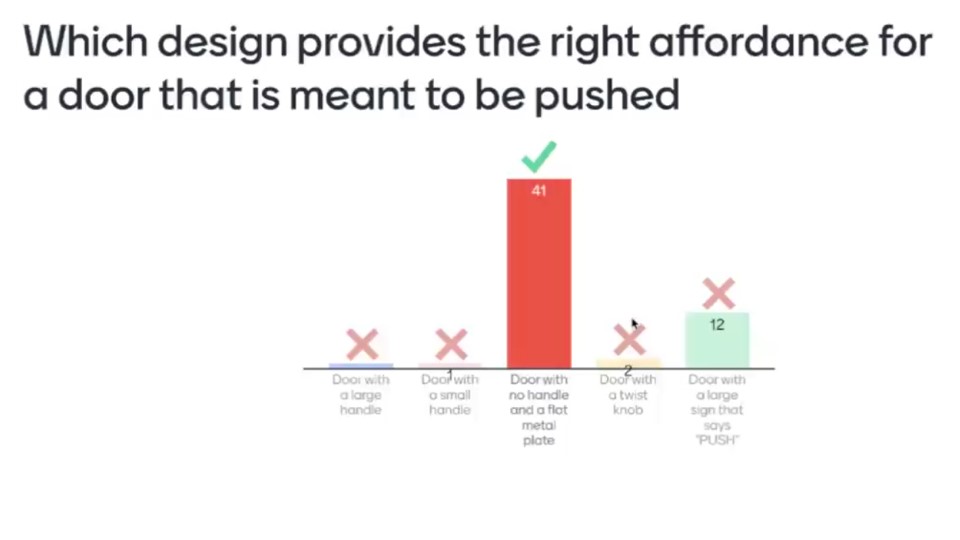 Which design provides the right affordance for
a door that is meant to be pushed
41
12
1
2
Door with
a large
handle
Door with
a small
handle
Door with
no handle
and a flat
metal
plate
Door with
a twist
knob
Door with
a large
sign that
says
"PUSH"